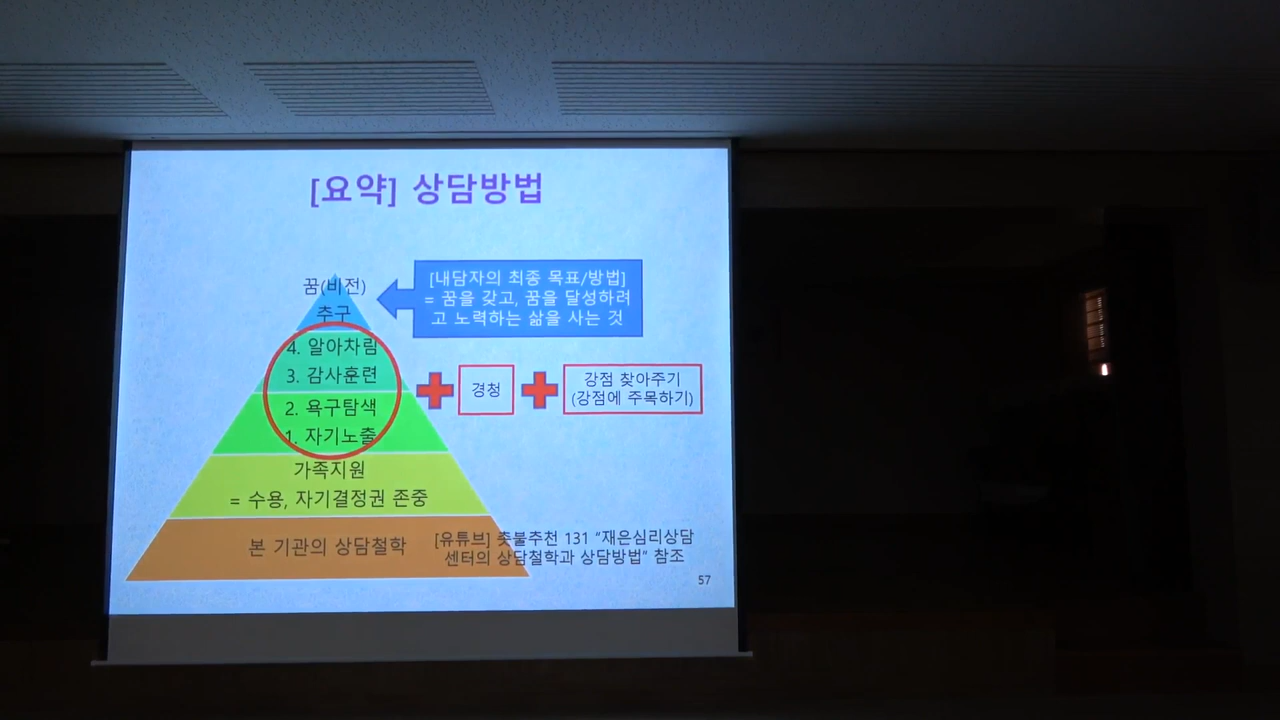 [요약] 상담방법
꿈(비전)
추구
[내담자의 최종 목표/방법]
= 꿈을 갖고, 꿈을 달성하려
고 노력하는 삶을 사는 것
4. 알아차림
3. 감사훈련
2. 욕구탐색
1. 자기노출
경청
강점 찾아주기
(강점에 주목하기)
가족지원
= 수용, 자기결정권 존중
본 기관의 상담철학
[유튜브] 촛불추천 131 "재은심리상담
센터의 상담철학과 상담방법" 참조
57